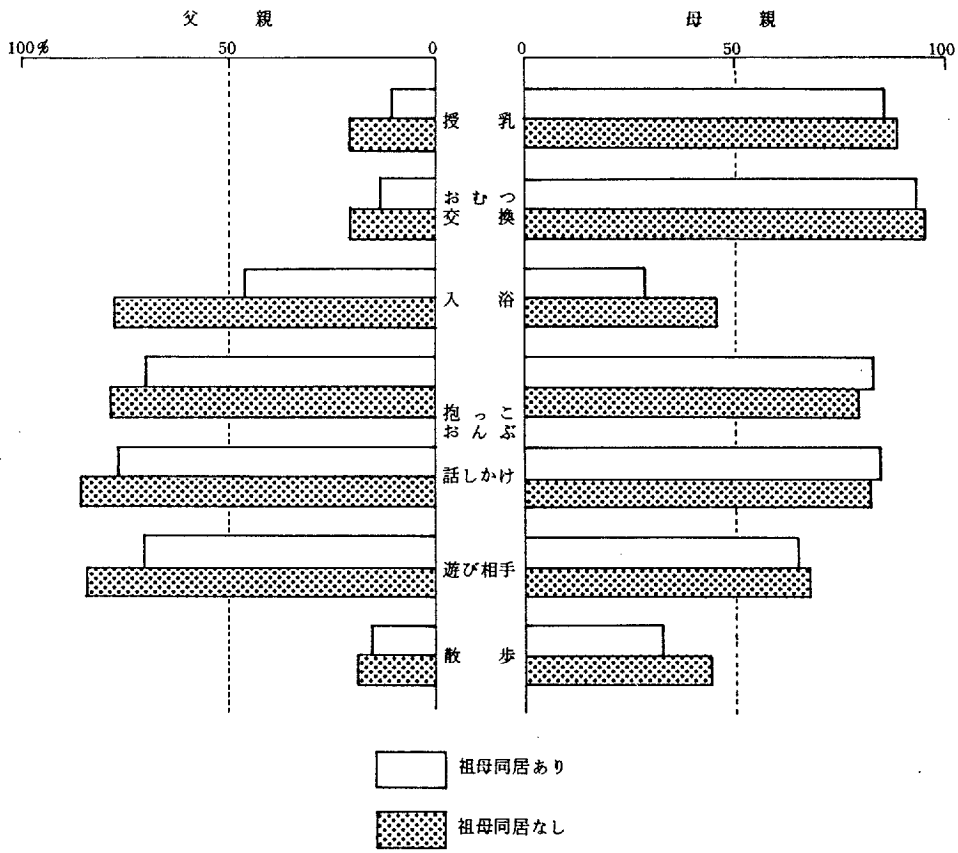 父親
母親
100% 50 0
0 50 100
授乳
おむつ
交換
入浴
抱っこ
おんぶ
話しかけ
遊び相手
散歩
祖母同居あり
祖母同居なし